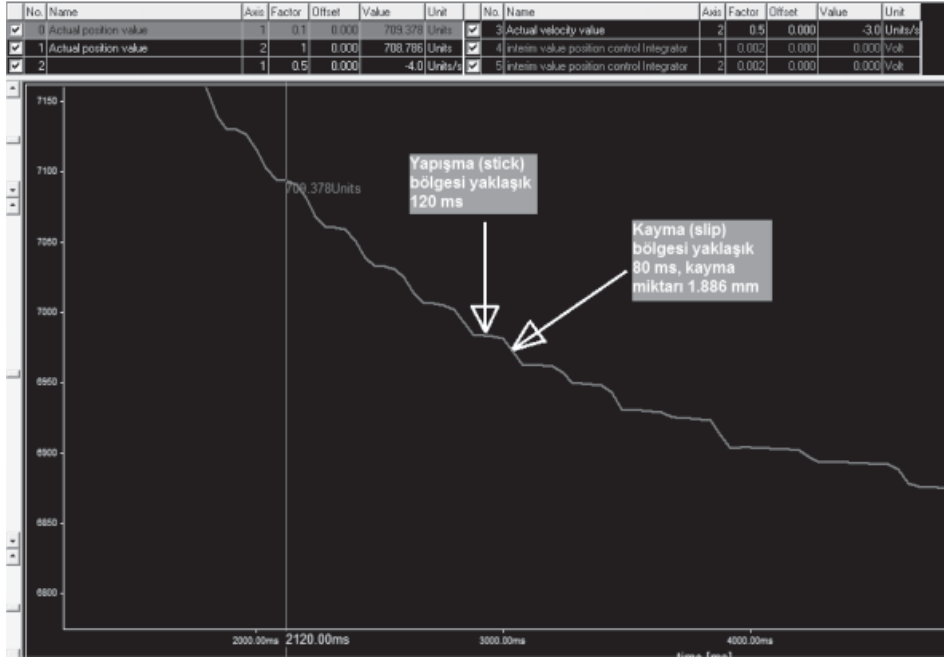 No. Name Axis Factor Offset Value Unit No. Name Axis Factor Offset Value Unit
0 Actual position value 1 0.1 0.000 709.378 Units 3 Actual velocity value 2 0.5 0.000 -3.0 Units/s
1 Actual position value 2 1 0.000 708.786 Units 4 interim value position control Integrator 1 0.002 0.000 0.000 Volt
2 1 0.5 0.000 -4.0 Units/s 5 interim value position control Integrator 2 0.002 0.000 0.000 Volt
7150
7100
709.378Units
Yapışma (stick)
bölgesi yaklaşık
120 ms
7050
Kayma (slip)
bölgesi yaklaşık
80 ms, kayma
miktarı 1.886 mm
7000
6950
6900
6850
6800
2000.00ms 2120.00ms 3000.00ms 4000.00ms
time [ms]